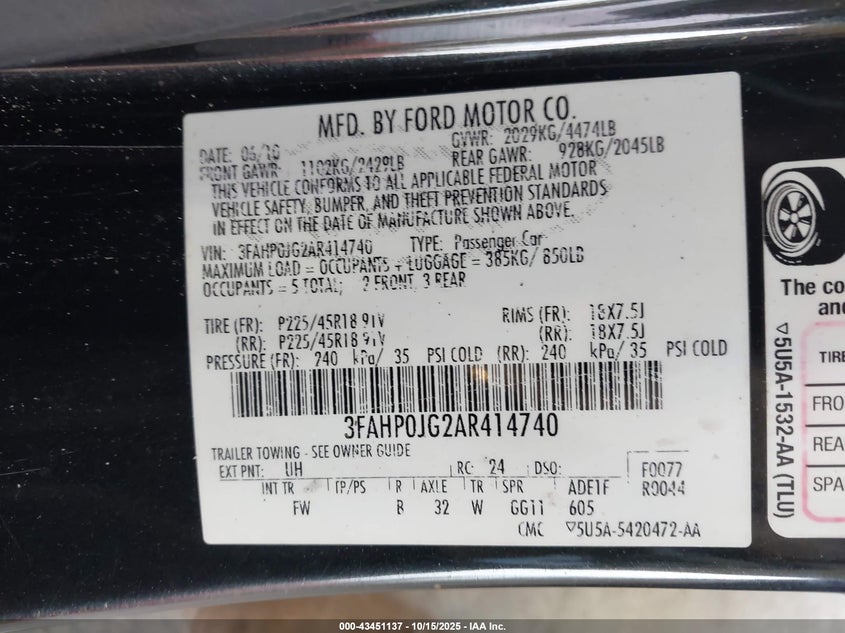 MFD. BY FORD MOTOR CO.
DATE: 06/10 GVWR: 2029KG/4474LB
FRONT GAWR: 1102KG/2429LB REAR GAWR: 928KG/2045LB
THIS VEHICLE CONFORMS TO ALL APPLICABLE FEDERAL MOTOR
VEHICLE SAFETY, BUMPER, AND THEFT PREVENTION STANDARDS
IN EFFECT ON THE DATE OF MANUFACTURE SHOWN ABOVE.
VIN: 3FAHP0JG2AR414740 TYPE: Passenger Car
MAXIMUM LOAD = OCCUPANTS + LUGGAGE = 385KG/ 850LB
OCCUPANTS = 5 TOTAL; 2 FRONT, 3 REAR
TIRE (FR): P225/45R18 91V RIMS (FR): 18X7.5J
(RR): P225/45R18 91V (RR): 18X7.5J
PRESSURE (FR): 240 kPa/ 35 PSI COLD (RR): 240 kPa/ 35 PSI COLD
3FAHP0JG2AR414740
TRAILER TOWING - SEE OWNER GUIDE
EXT PNT: UH RC: 24 DSO: F0077
INT TR TP/PS R AXLE TR SPR ADE1F R0044
FW B 32 W GG11 605
CMC ▽5U5A-5420472-AA
The co
an
TIRE
FRO
REA
SPA
▽5U5A-1532-AA (TLU)
000-43451137 - 10/15/2025 - IAA Inc.